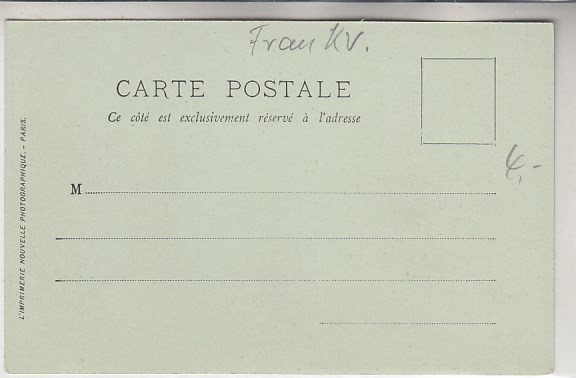 Frankr.
CARTE POSTALE
Ce côté est exclusivement réservé à l'adresse
4,-
M
L'IMPRIMERIE NOUVELLE PHOTOGRAPHIQUE. - PARIS.